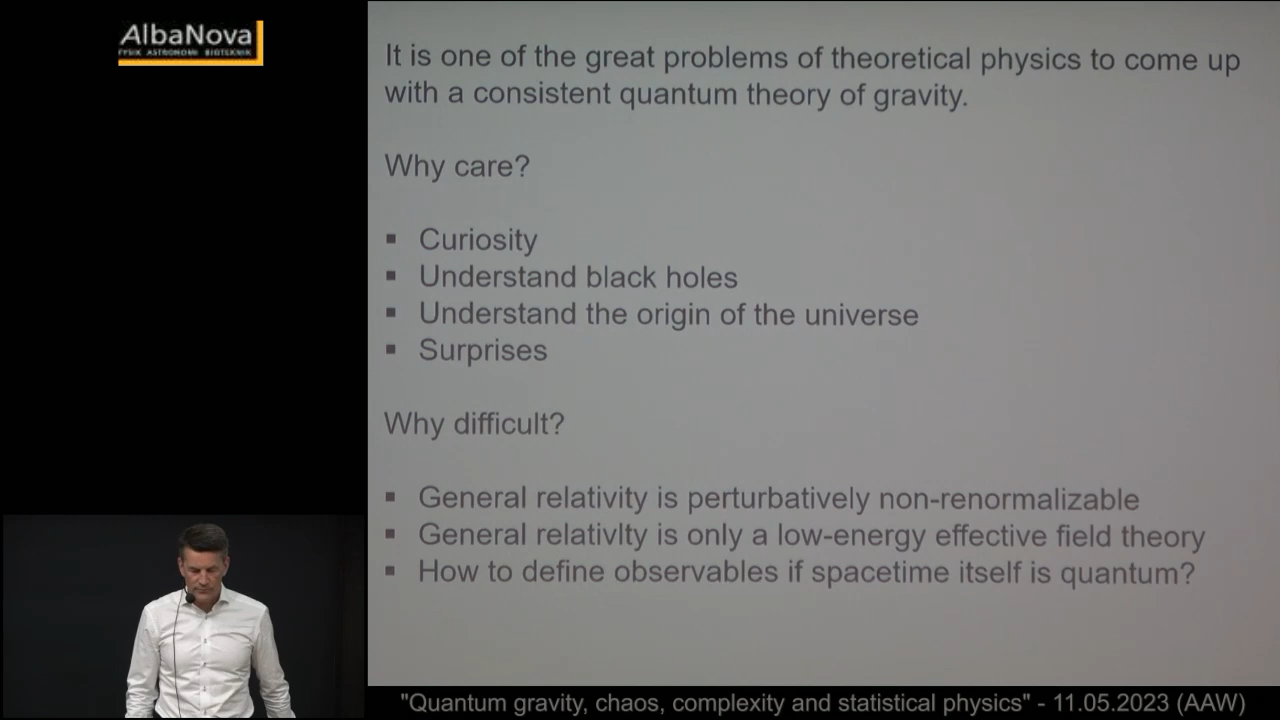 AlbaNova
FYSIK ASTRONOMI BIOTEKNIK
It is one of the great problems of theoretical physics to come up
with a consistent quantum theory of gravity.
Why care?
▪ Curiosity
▪ Understand black holes
▪ Understand the origin of the universe
▪ Surprises
Why difficult?
▪ General relativity is perturbatively non-renormalizable
▪ General relativIty is only a low-energy effective field theory
▪ How to define observables if spacetime itself is quantum?
"Quantum gravity, chaos, complexity and statistical physics" - 11.05.2023 (AAW)